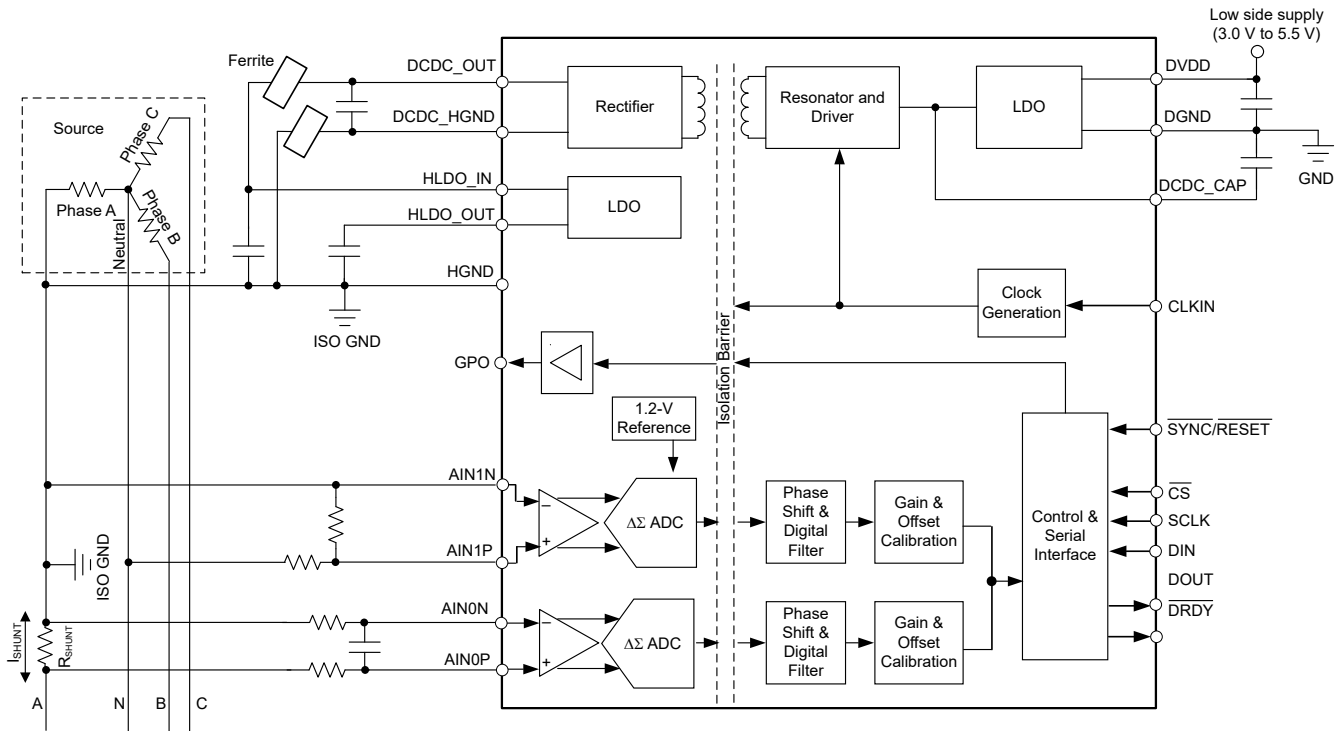 Low side supply
(3.0 V to 5.5 V)
Ferrite
DCDC_OUT
DVDD
Source
Phase C
Rectifier
Resonator and
Driver
LDO
DCDC_HGND
DGND
GND
HLDO_IN
DCDC_CAP
Phase A
Phase B
Neutral
LDO
HLDO_OUT
HGND
ISO GND
Clock
Generation
CLKIN
Isolation Barrier
GPO
1.2-V
Reference
SYNC/RESET
AIN1N
ΔΣ ADC
Phase
Shift &
Digital
Filter
Gain &
Offset
Calibration
Control &
Serial
Interface
CS
SCLK
DIN
AIN1P
ISO GND
DOUT
DRDY
AIN0N
ΔΣ ADC
Phase
Shift &
Digital
Filter
Gain &
Offset
Calibration
ISHUNT
RSHUNT
AIN0P
A
N
B
C